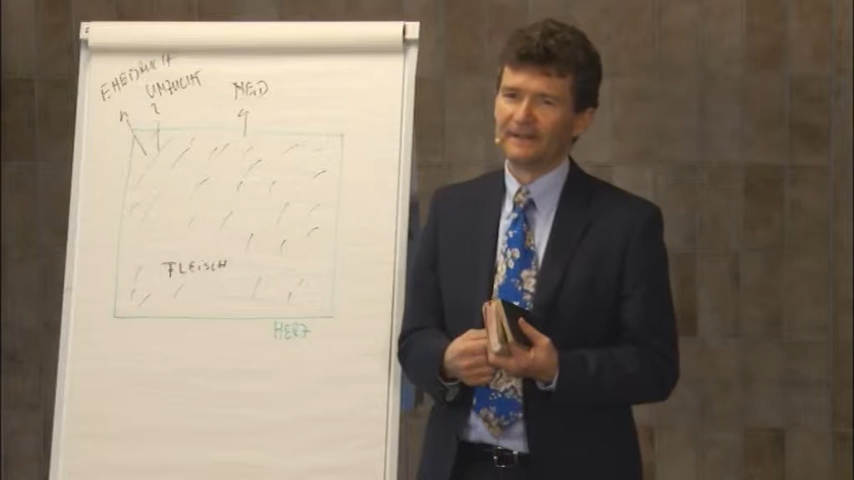 EHEBRUCH
UNZUCHT
NEID
FLEISCH
HERZ